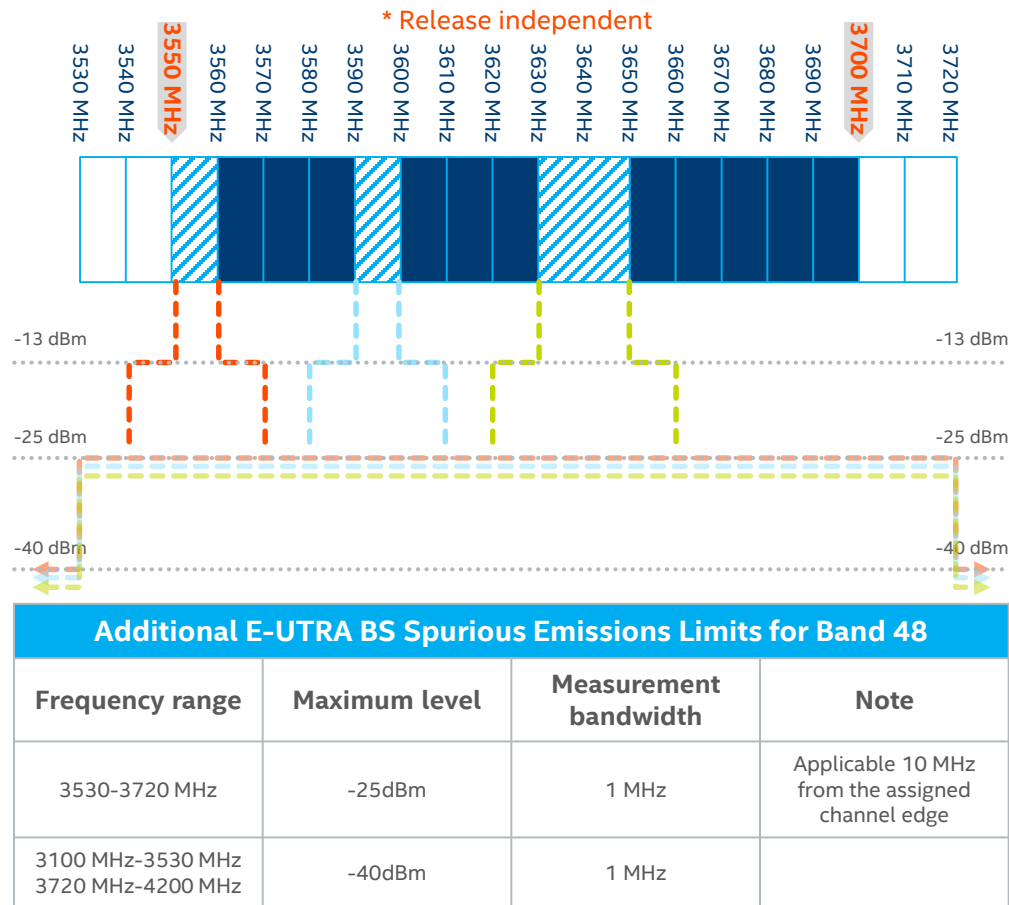 * Release independent
3530 MHz
3540 MHz
3550 MHz
3560 MHz
3570 MHz
3580 MHz
3590 MHz
3600 MHz
3610 MHz
3620 MHz
3630 MHz
3640 MHz
3650 MHz
3660 MHz
3670 MHz
3680 MHz
3690 MHz
3700 MHz
3710 MHz
3720 MHz
-13 dBm
-13 dBm
-25 dBm
-25 dBm
-40 dBm
-40 dBm
Additional E-UTRA BS Spurious Emissions Limits for Band 48
Frequency range
Maximum level
Measurement
bandwidth
Note
3530-3720 MHz
-25dBm
1 MHz
Applicable 10 MHz
from the assigned
channel edge
3100 MHz-3530 MHz
3720 MHz-4200 MHz
-40dBm
1 MHz